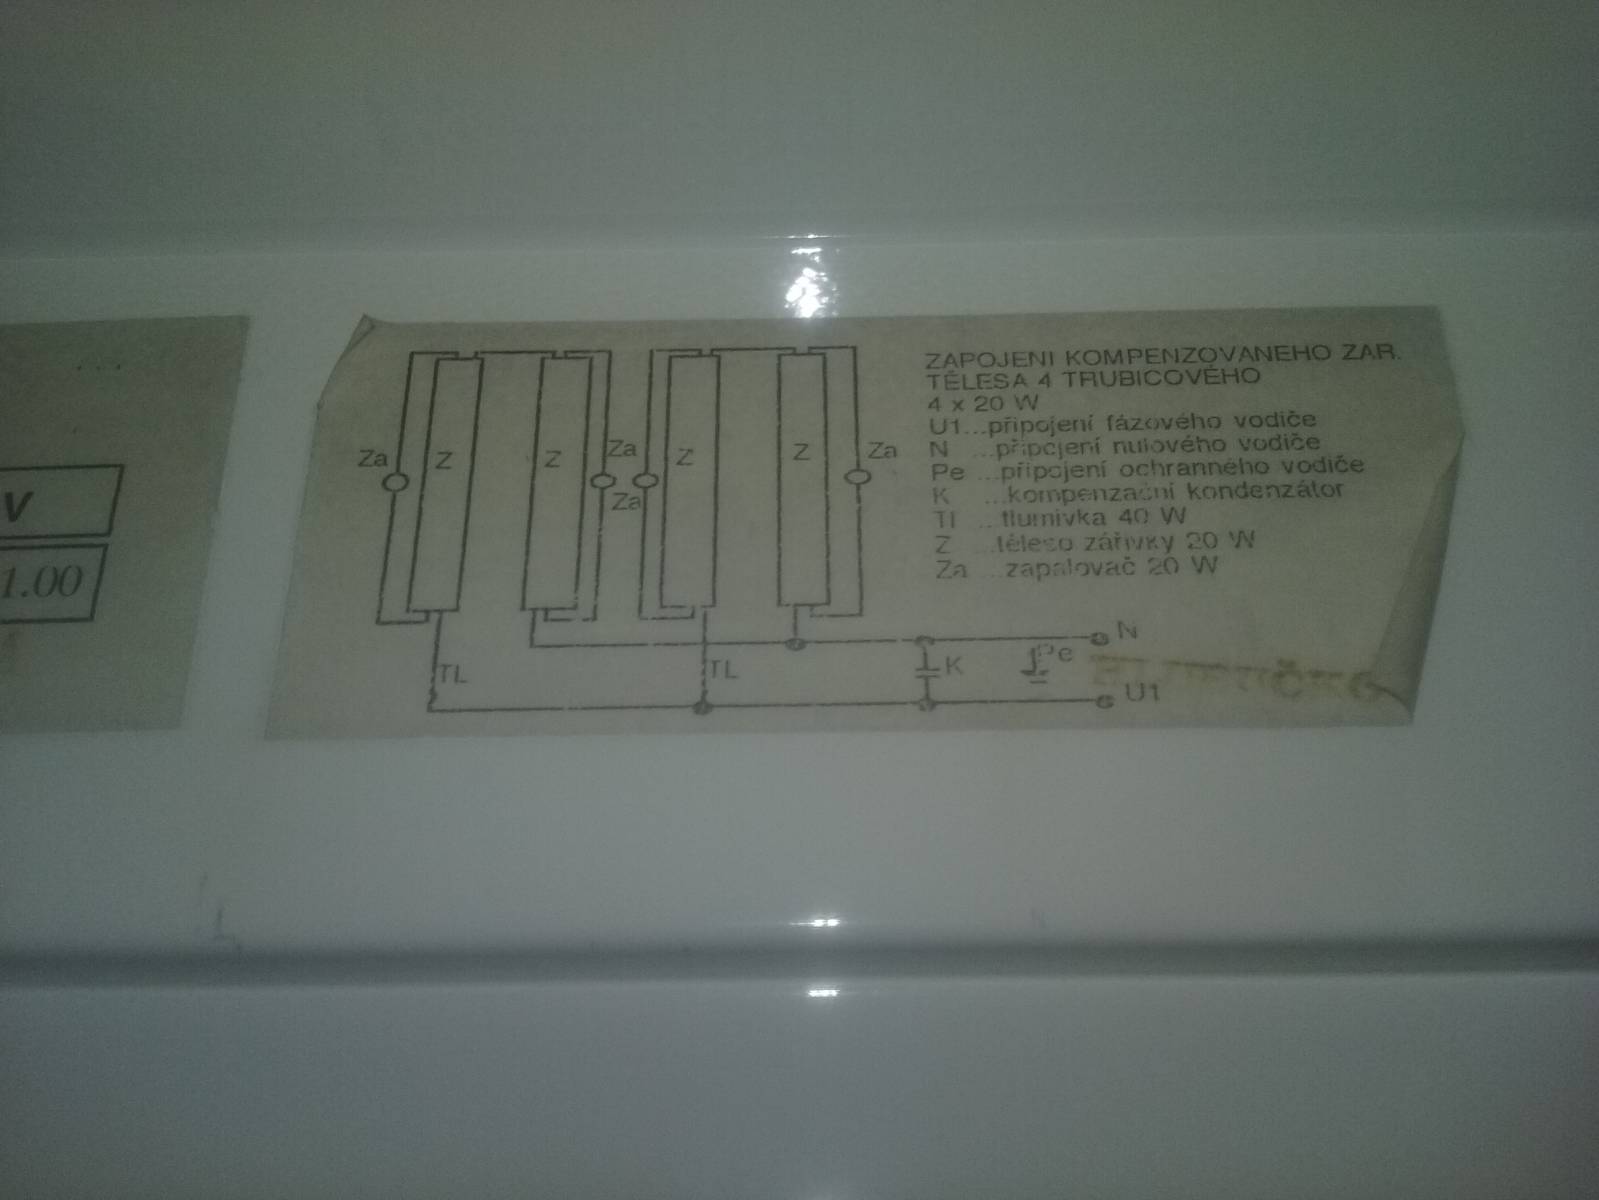 V
1.00
ZAPOJENI KOMPENZOVANEHO ZAR.
TĚLESA 4 TRUBICOVÉHO
4 x 20 W
U1...připojení fázového vodiče
N ...připojení nulového vodiče
Pe ...připojení ochranného vodiče
K ...kompenzační kondenzátor
Tl ...tlumivka 40 W
Z ...těleso zářivky 20 W
Za ...zapalovač 20 W
Za Z Z Za Za Z Z Za
TL TL K Pe N
U1